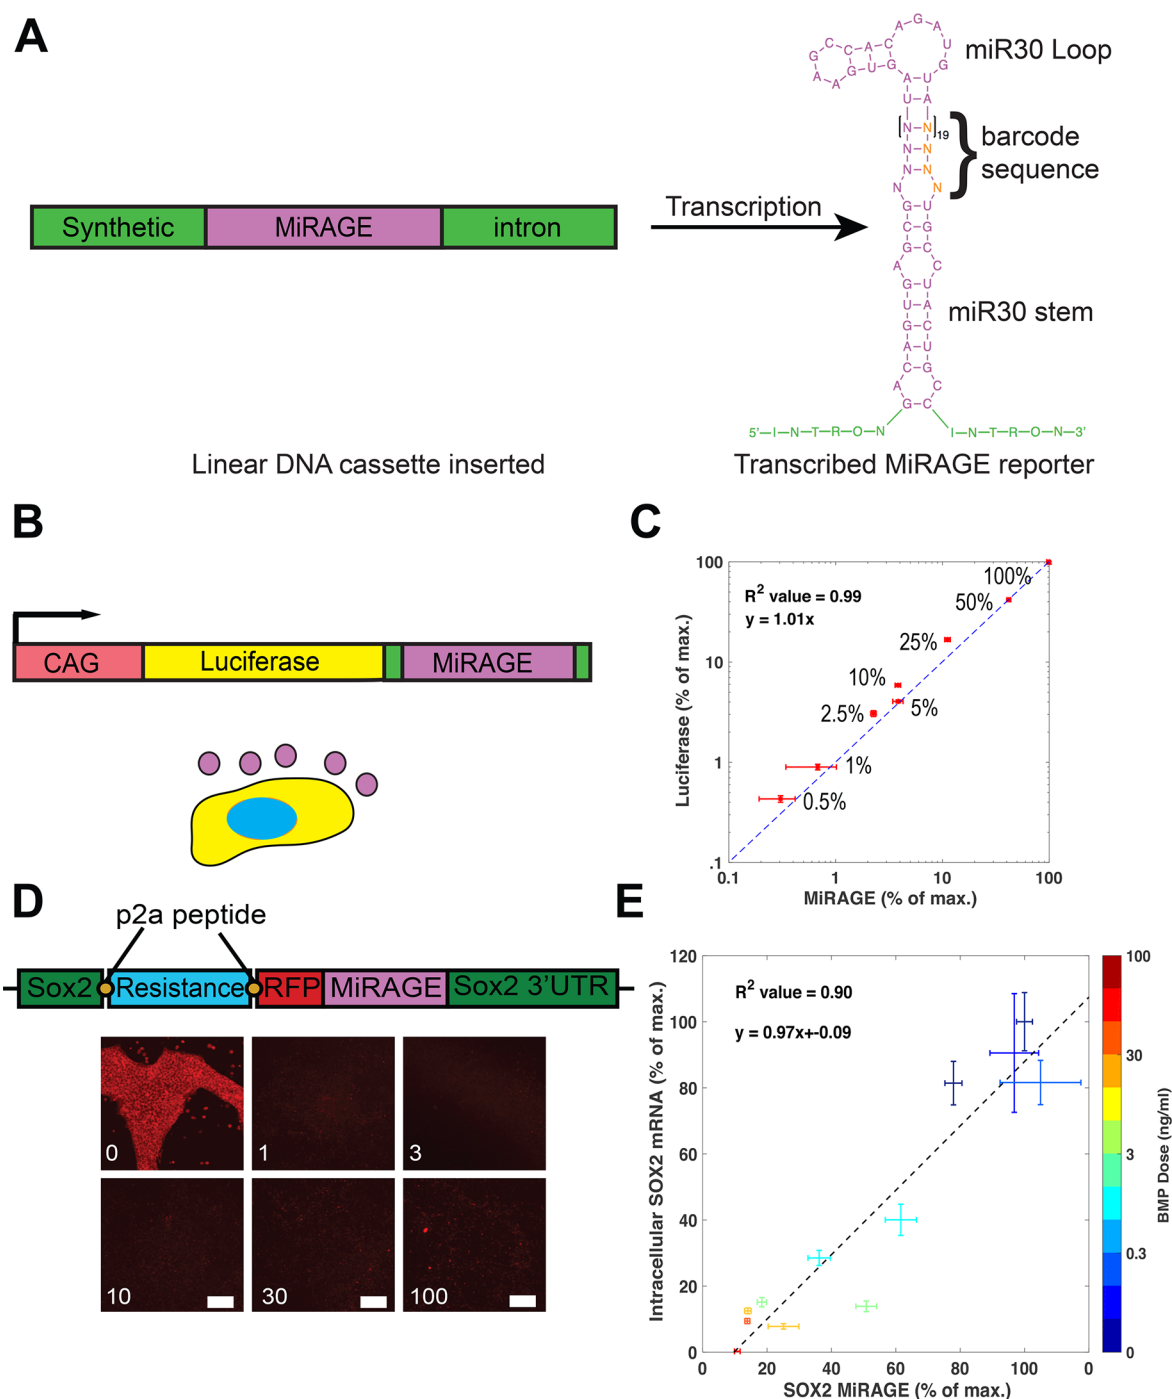 A
Synthetic MiRAGE intron
Transcription
miR30 Loop
barcode
sequence
19
miR30 stem
5'-I-N-T-R-O-N
I-N-T-R-O-N-3'
Linear DNA cassette inserted
Transcribed MiRAGE reporter
B
CAG Luciferase MiRAGE
C
Luciferase (% of max.)
100
10
1
.1
R² value = 0.99
y = 1.01x
100%
50%
25%
10%
5%
2.5%
1%
0.5%
0.1 1 10 100
MiRAGE (% of max.)
D
p2a peptide
Sox2 Resistance RFP MiRAGE Sox2 3'UTR
0 1 3
10 30 100
E
Intracellular SOX2 mRNA (% of max.)
120
100
80
60
40
20
0
R² value = 0.90
y = 0.97x+-0.09
0 20 40 60 80 100 0
SOX2 MiRAGE (% of max.)
100
30
3
0.3
0
BMP Dose (ng/ml)